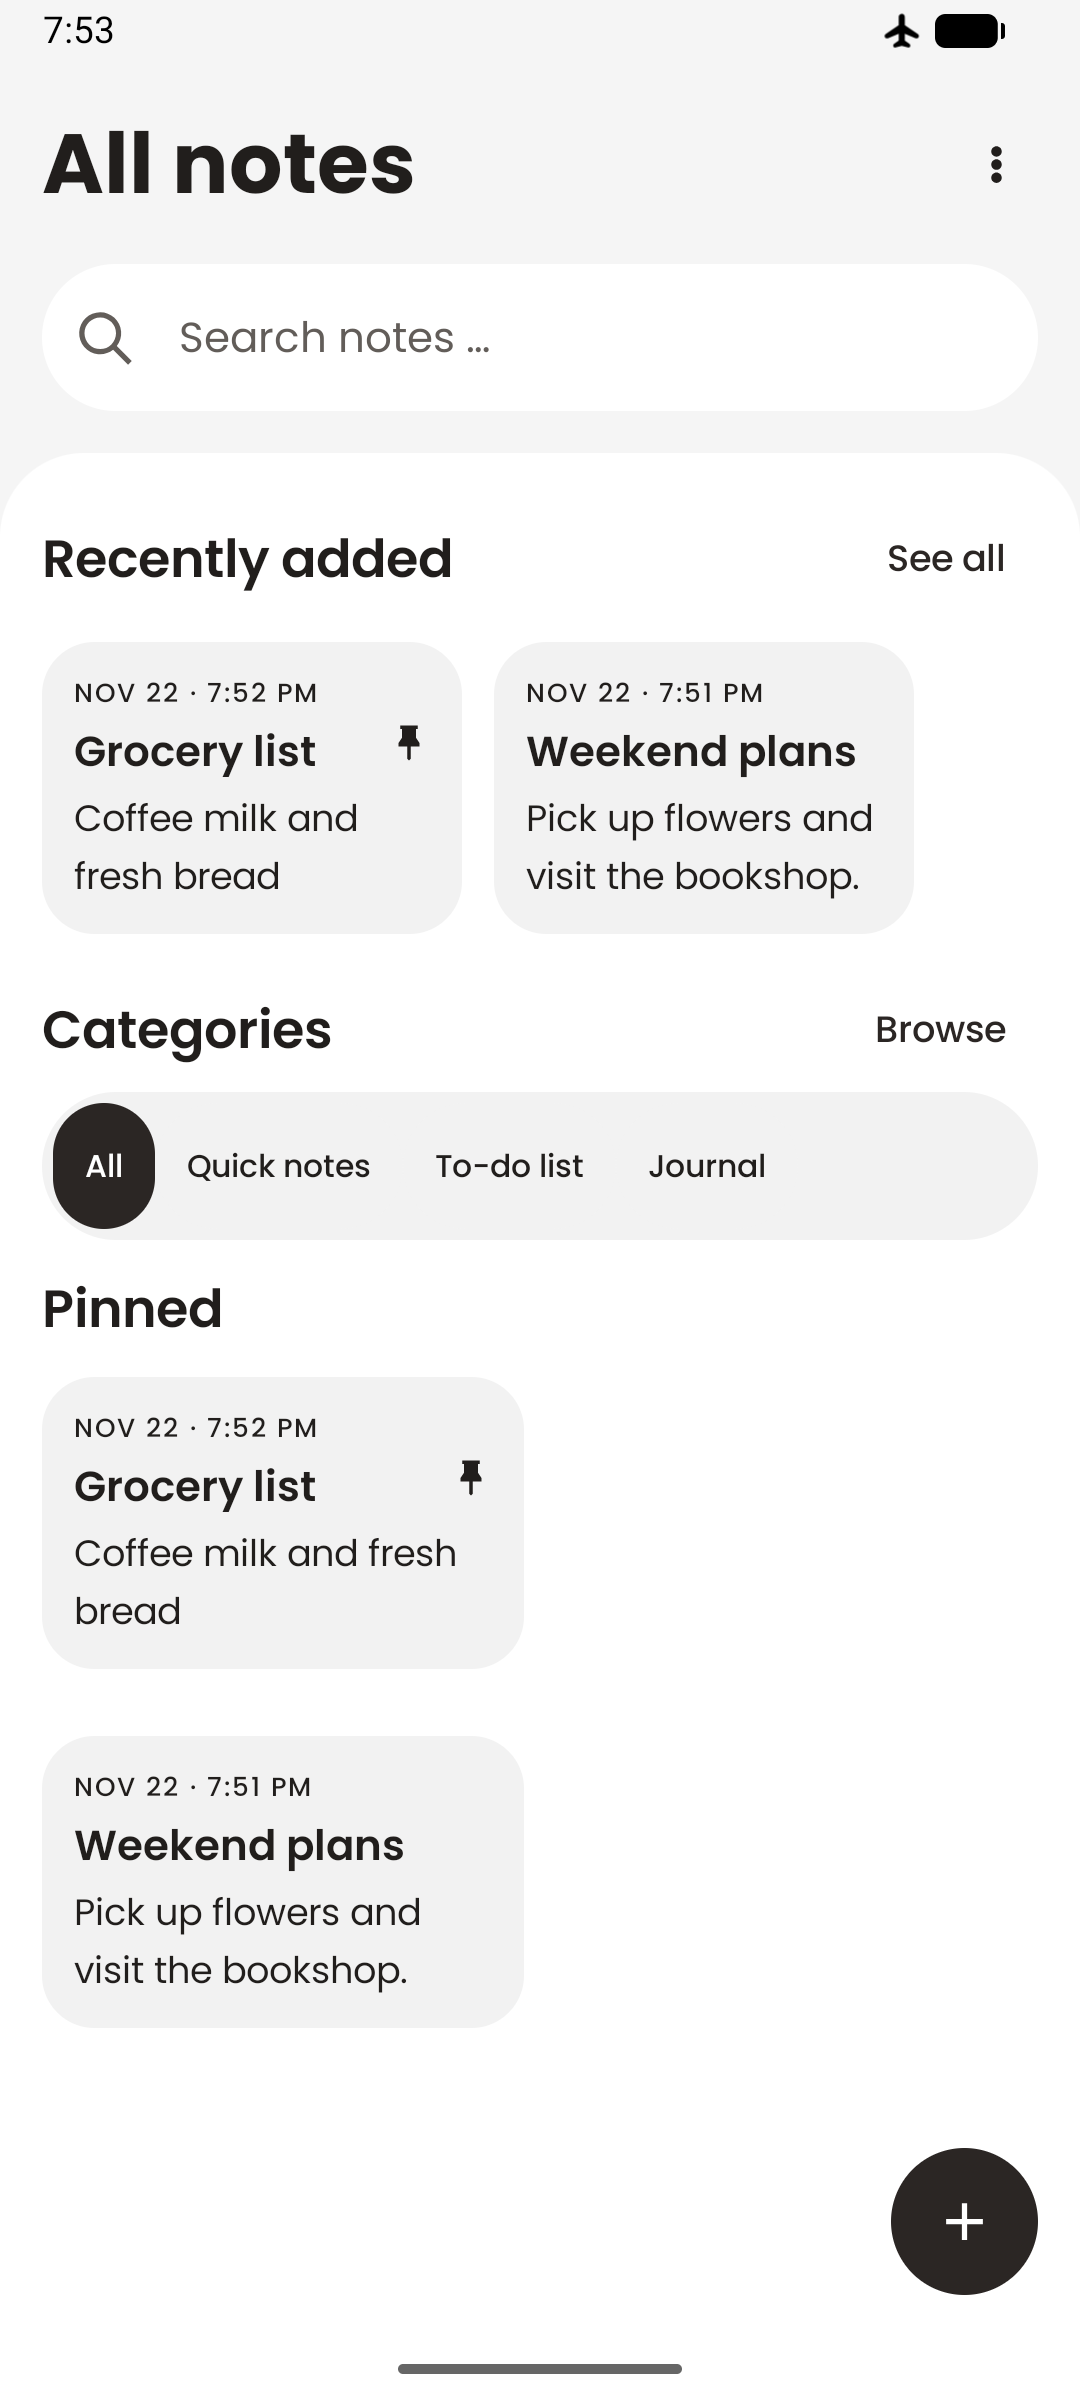 7:53
All notes
Search notes ...
Recently added
See all
NOV 22 · 7:52 PM
Grocery list
Coffee milk and
fresh bread
NOV 22 · 7:51 PM
Weekend plans
Pick up flowers and
visit the bookshop.
Categories
Browse
All
Quick notes
To-do list
Journal
Pinned
NOV 22 · 7:52 PM
Grocery list
Coffee milk and fresh
bread
NOV 22 · 7:51 PM
Weekend plans
Pick up flowers and
visit the bookshop.